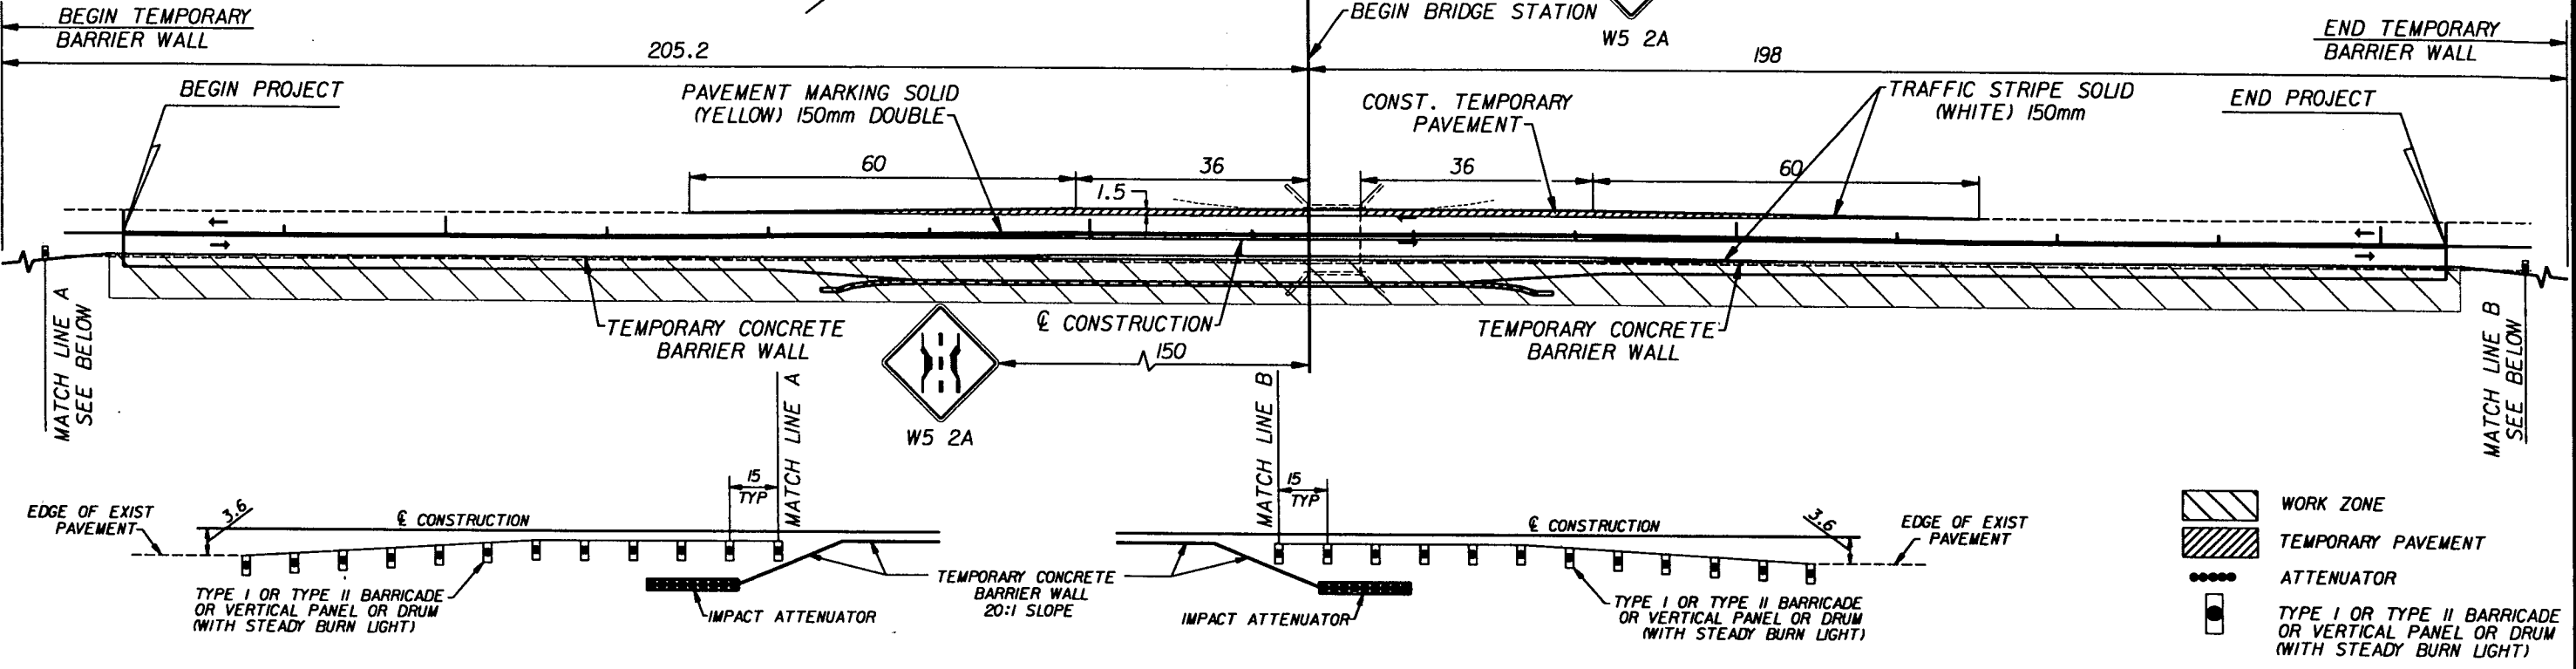 BEGIN TEMPORARY
BARRIER WALL
BEGIN BRIDGE STATION
W5 2A
END TEMPORARY
BARRIER WALL
205.2
198
BEGIN PROJECT
PAVEMENT MARKING SOLID
(YELLOW) 150mm DOUBLE
CONST. TEMPORARY
PAVEMENT
TRAFFIC STRIPE SOLID
(WHITE) 150mm
END PROJECT
60
36
36
60
1.5
MATCH LINE A
SEE BELOW
TEMPORARY CONCRETE
BARRIER WALL
W5 2A
℄ CONSTRUCTION
150
TEMPORARY CONCRETE
BARRIER WALL
MATCH LINE B
SEE BELOW
MATCH LINE A
MATCH LINE B
15
TYP
15
TYP
EDGE OF EXIST
PAVEMENT
3.6
℄ CONSTRUCTION
TYPE I OR TYPE II BARRICADE
OR VERTICAL PANEL OR DRUM
(WITH STEADY BURN LIGHT)
IMPACT ATTENUATOR
TEMPORARY CONCRETE
BARRIER WALL
20:1 SLOPE
IMPACT ATTENUATOR
℄ CONSTRUCTION
3.6
EDGE OF EXIST
PAVEMENT
TYPE I OR TYPE II BARRICADE
OR VERTICAL PANEL OR DRUM
(WITH STEADY BURN LIGHT)
WORK ZONE
TEMPORARY PAVEMENT
ATTENUATOR
TYPE I OR TYPE II BARRICADE
OR VERTICAL PANEL OR DRUM
(WITH STEADY BURN LIGHT)